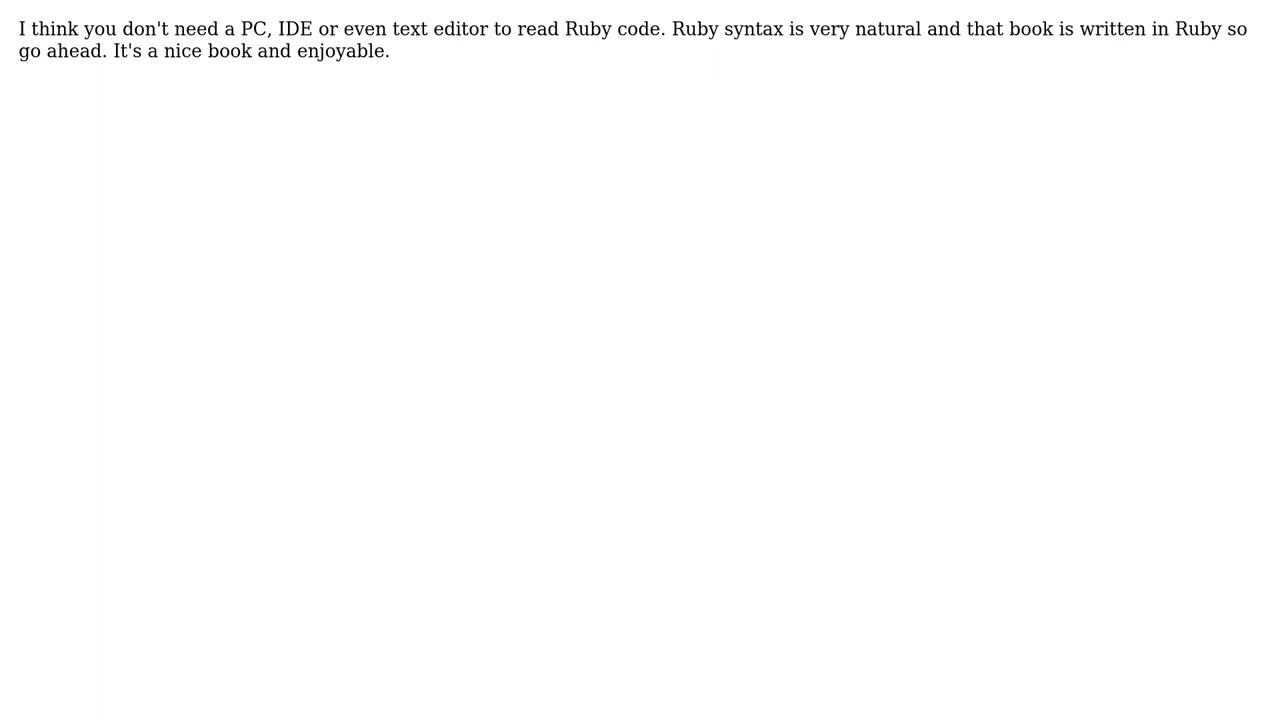 I think you don't need a PC, IDE or even text editor to read Ruby code. Ruby syntax is very natural and that book is written in Ruby so
go ahead. It's a nice book and enjoyable.